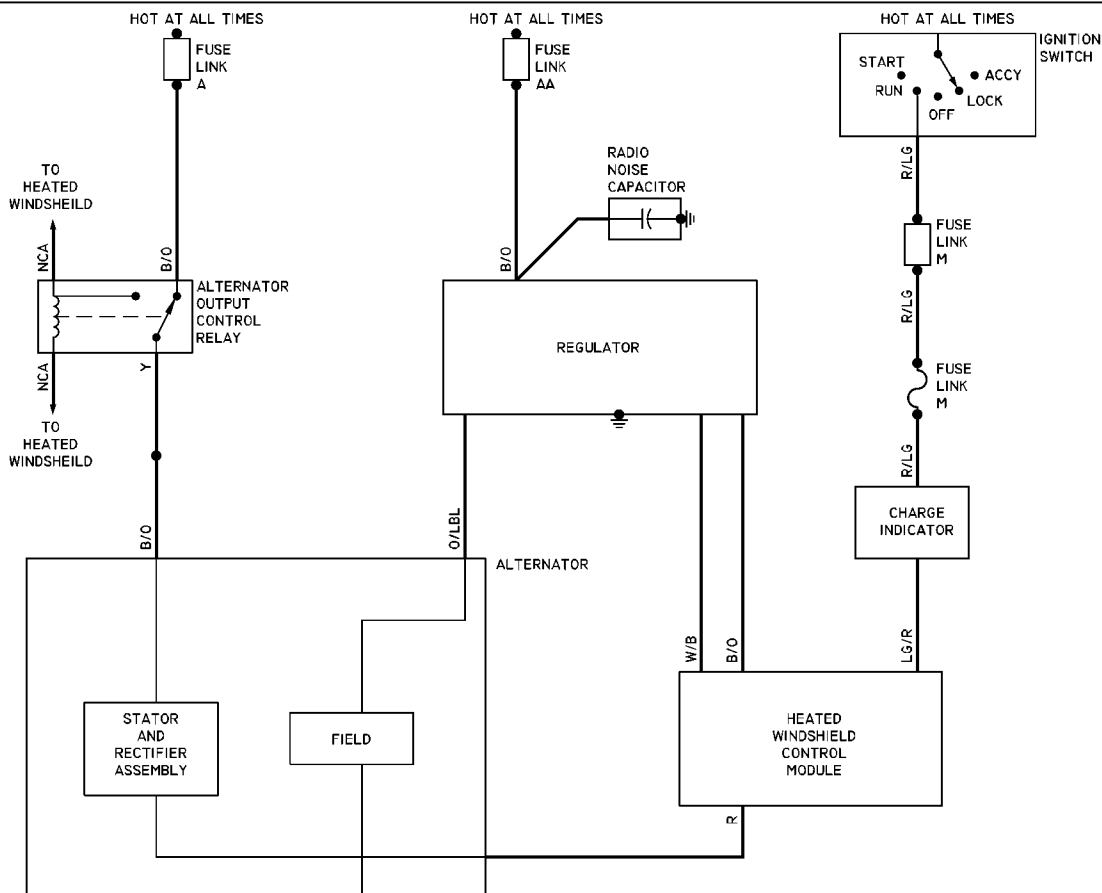 HOT AT ALL TIMES
FUSE
LINK
A
TO
HEATED
WINDSHEILD
NCA
B/O
ALTERNATOR
OUTPUT
CONTROL
RELAY
NCA
Y
TO
HEATED
WINDSHEILD
B/O
HOT AT ALL TIMES
FUSE
LINK
AA
RADIO
NOISE
CAPACITOR
B/O
REGULATOR
O/LBL
ALTERNATOR
STATOR
AND
RECTIFIER
ASSEMBLY
FIELD
W/B
B/O
HOT AT ALL TIMES
IGNITION
SWITCH
START
ACCY
RUN
LOCK
OFF
R/LG
FUSE
LINK
M
R/LG
FUSE
LINK
M
R/LG
CHARGE
INDICATOR
LG/R
HEATED
WINDSHIELD
CONTROL
MODULE
R